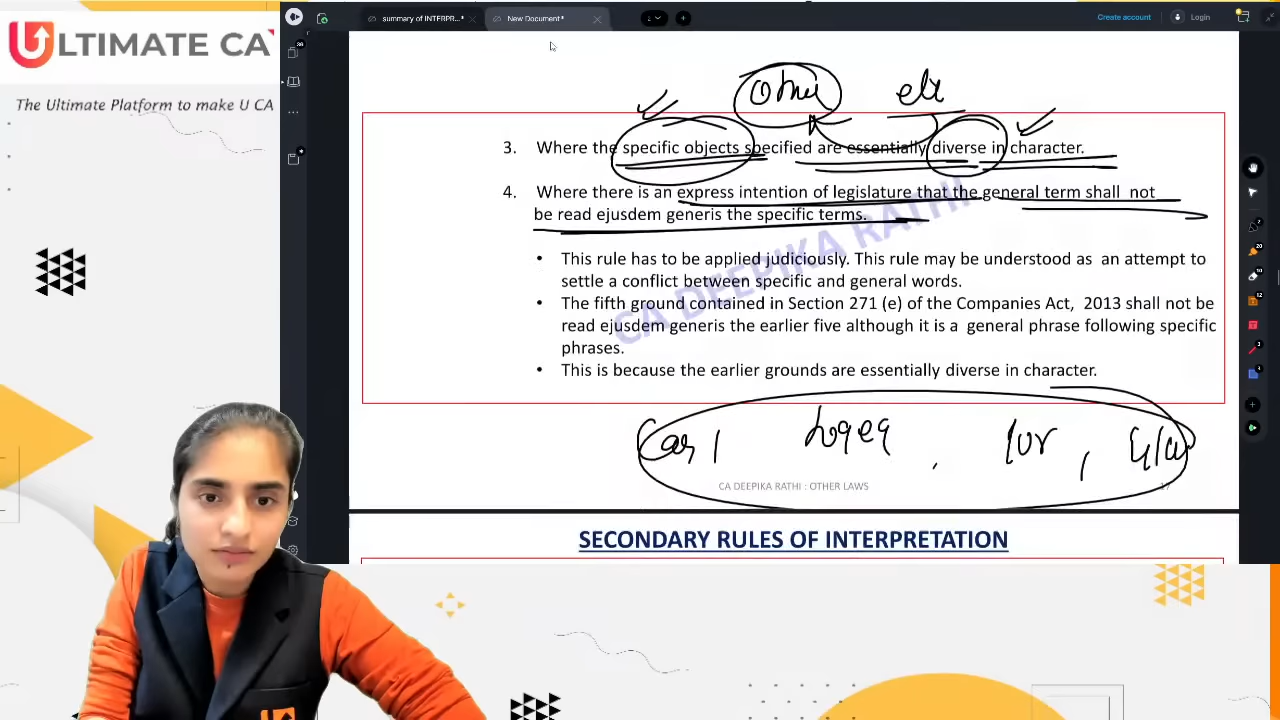 ULTIMATE CA
The Ultimate Platform to make U CA
summary of INTERPR...*
New Document*
Create account
Login
3. Where the specific objects specified are essentially diverse in character.
4. Where there is an express intention of legislature that the general term shall not
be read ejusdem generis the specific terms.
• This rule has to be applied judiciously. This rule may be understood as an attempt to
settle a conflict between specific and general words.
• The fifth ground contained in Section 271 (e) of the Companies Act, 2013 shall not be
read ejusdem generis the earlier five although it is a general phrase following specific
phrases.
• This is because the earlier grounds are essentially diverse in character.
CA DEEPIKA RATHI
CA DEEPIKA RATHI : OTHER LAWS
17
SECONDARY RULES OF INTERPRETATION